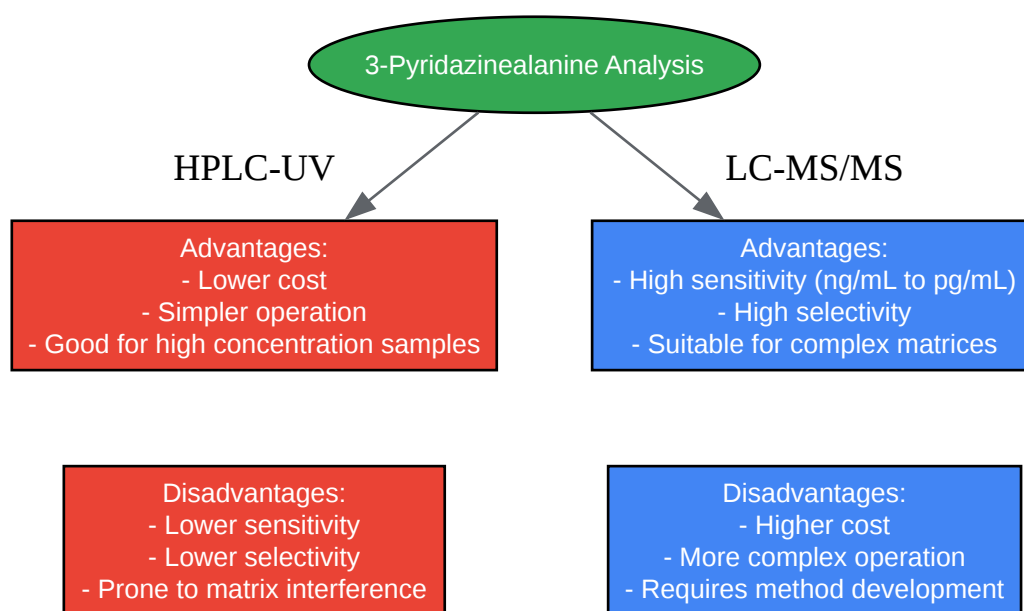 3-Pyridazinealanine Analysis
HPLC-UV
LC-MS/MS
Advantages:
- Lower cost
- Simpler operation
- Good for high concentration samples
Advantages:
- High sensitivity (ng/mL to pg/mL)
- High selectivity
- Suitable for complex matrices
Disadvantages:
- Lower sensitivity
- Lower selectivity
- Prone to matrix interference
Disadvantages:
- Higher cost
- More complex operation
- Requires method development